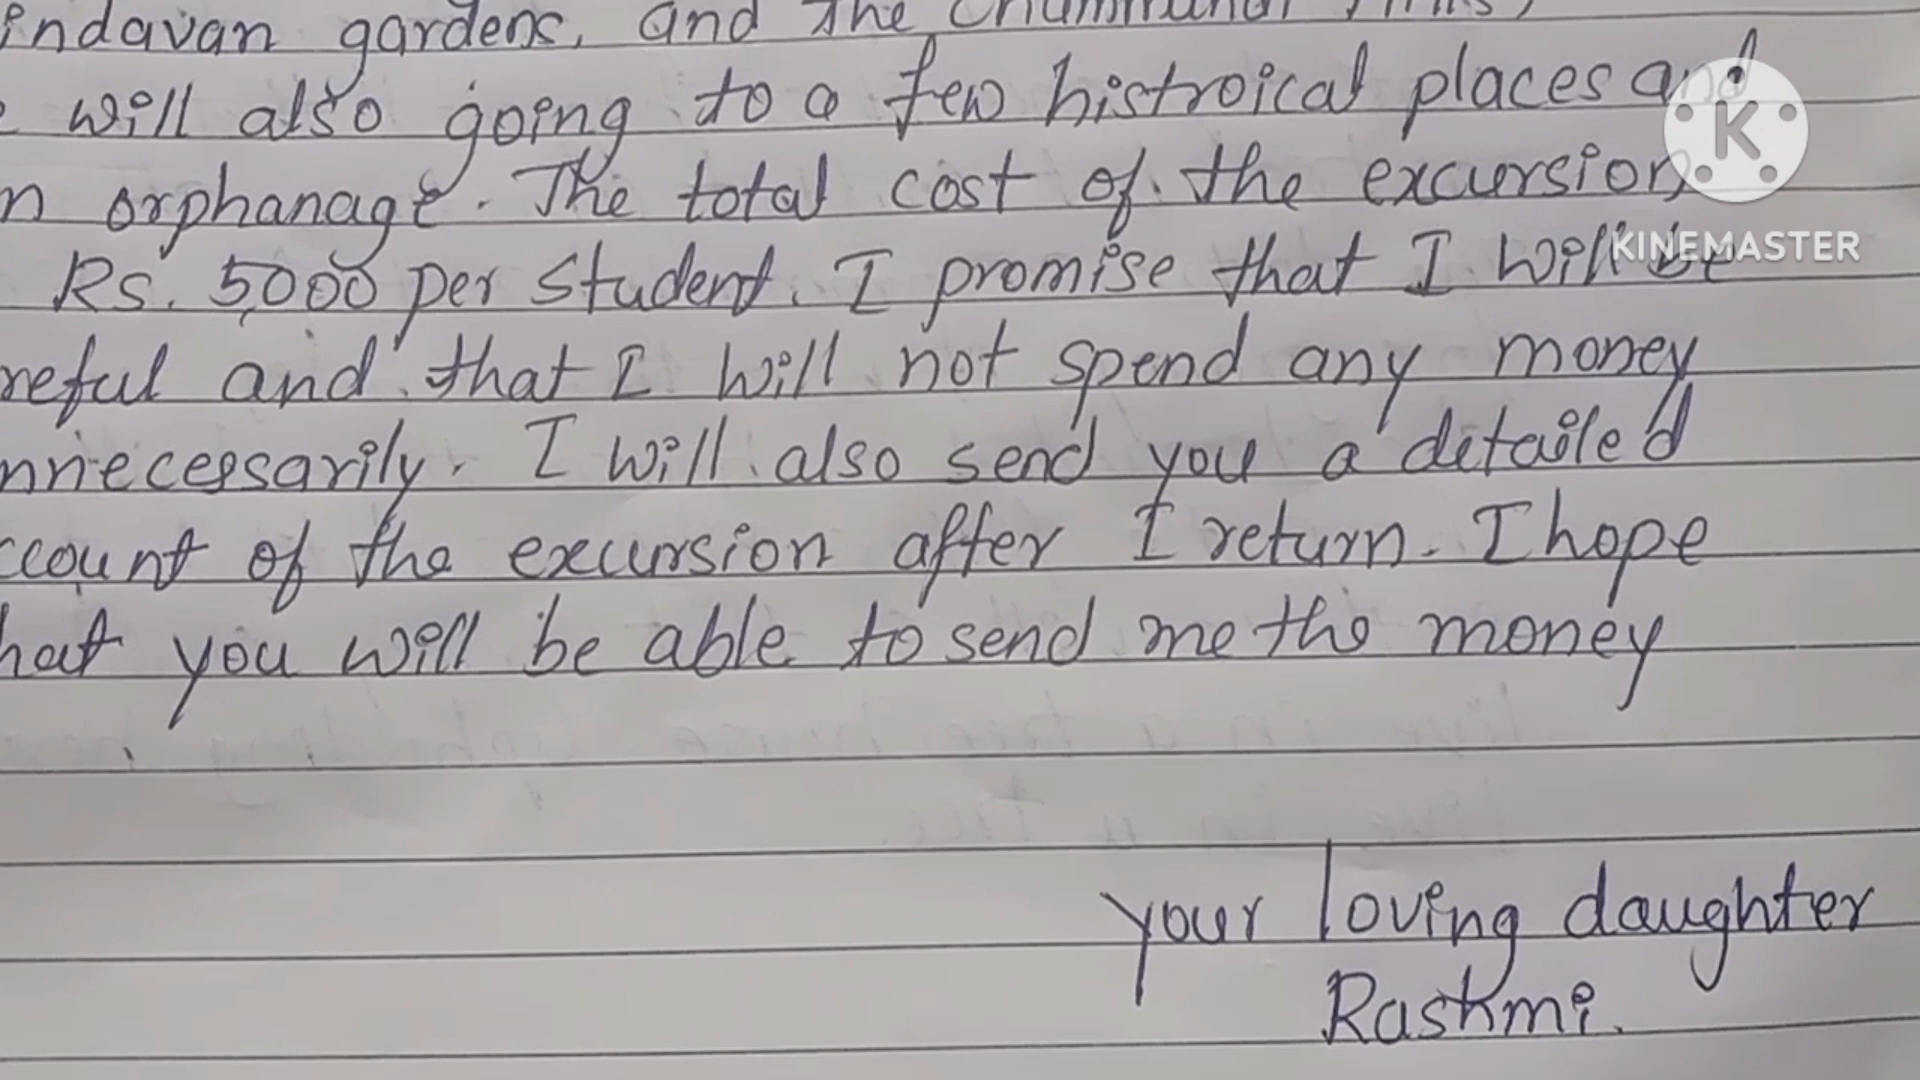 indavan gardens, and the
will also going to a few histroical places and
n orphanage. The total cost of the excursion
Rs. 5000 per student. I promise that I will be
reful and that I will not spend any money
nnecessarily. I will also send you a ditailed
ccount of the excursion after I return. I hope
hat you will be able to send me the money
your loving daughter
Rashmi.
K
KINEMASTER